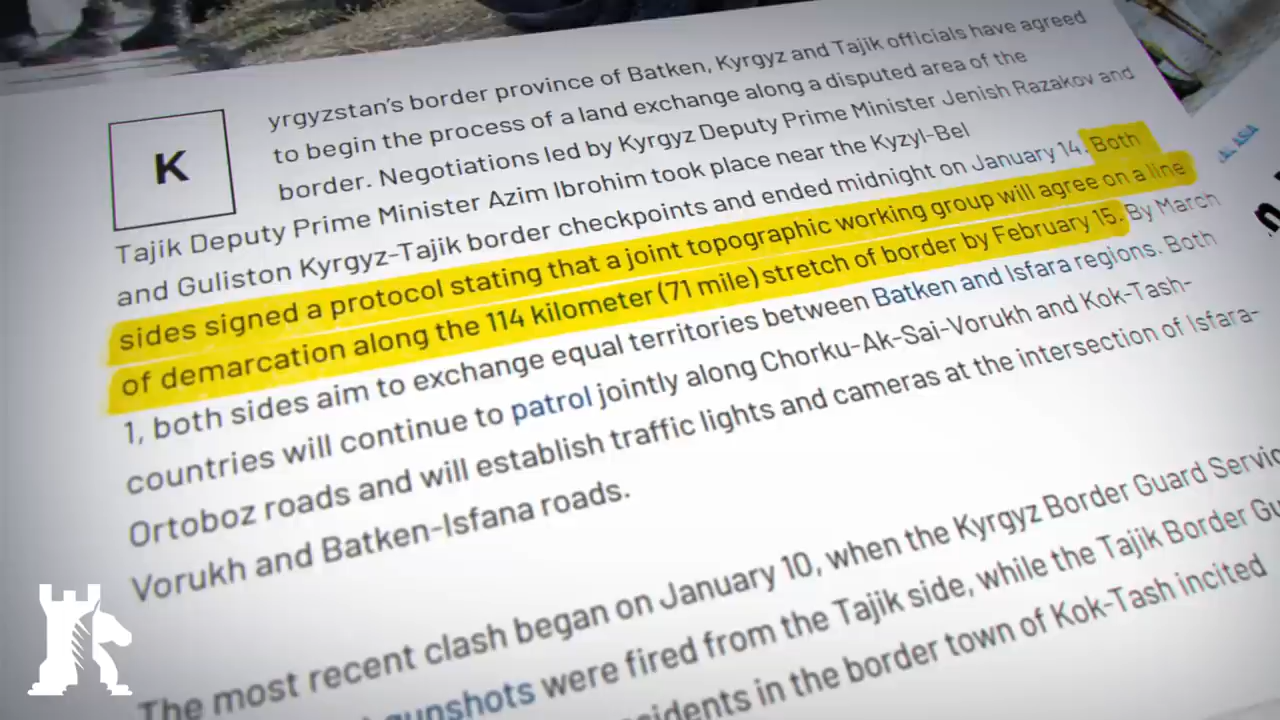 K
yrgyzstan's border province of Batken, Kyrgyz and Tajik officials have agreed
to begin the process of a land exchange along a disputed area of the
border. Negotiations led by Kyrgyz Deputy Prime Minister Jenish Razakov and
Tajik Deputy Prime Minister Azim Ibrohim took place near the Kyzyl-Bel
and Guliston Kyrgyz-Tajik border checkpoints and ended midnight on January 14. Both
sides signed a protocol stating that a joint topographic working group will agree on a line
of demarcation along the 114 kilometer (71 mile) stretch of border by February 15. By March
1, both sides aim to exchange equal territories between Batken and Isfara regions. Both
countries will continue to patrol jointly along Chorku-Ak-Sai-Vorukh and Kok-Tash-
Ortoboz roads and will establish traffic lights and cameras at the intersection of Isfara-
Vorukh and Batken-Isfana roads.
The most recent clash began on January 10, when the Kyrgyz Border Guard Servic
gunshots were fired from the Tajik side, while the Tajik Border Gu
sidents in the border town of Kok-Tash incited
AL ASIA